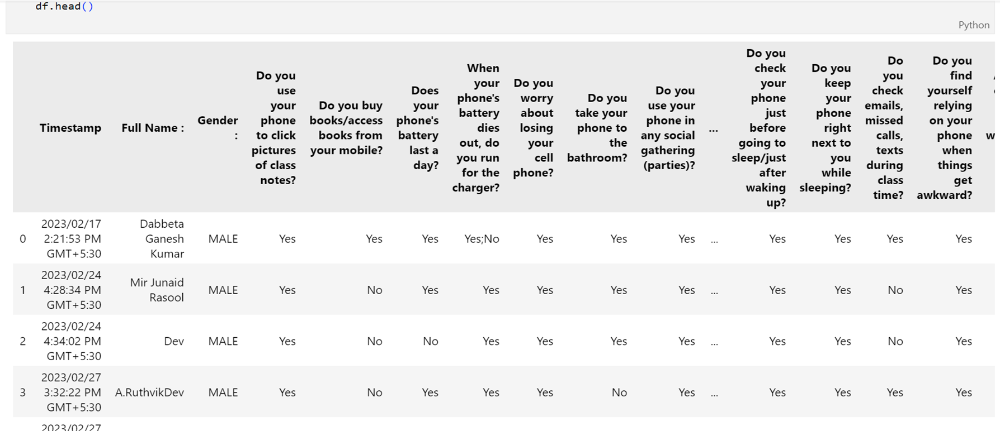 df.head()
Python
Timestamp
Full Name :
Gender
:
Do you
use
your
phone
to click
pictures
of class
notes?
Do you buy
books/access
books from
your mobile?
Does
your
phone's
battery
last a
day?
When
your
phone's
battery
dies
out, do
you run
for the
charger?
Do you
worry
about
losing
your
cell
phone?
Do you
take your
phone to
the
bathroom?
Do you
use your
phone in
any social
gathering
(parties)?
...
Do you
check
your
phone
just
before
going to
sleep/just
after
waking
up?
Do you
keep
your
phone
right
next to
you
while
sleeping?
Do
you
check
emails,
missed
calls,
texts
during
class
time?
Do you
find
yourself
relying
on your
phone
when
things
get
awkward?
0
2023/02/17
2:21:53 PM
GMT+5:30
Dabbeta
Ganesh
Kumar
MALE Yes Yes Yes Yes;No Yes Yes Yes ... Yes Yes Yes Yes
1
2023/02/24
4:28:34 PM
GMT+5:30
Mir Junaid
Rasool
MALE Yes No Yes Yes Yes Yes Yes ... Yes Yes No Yes
2
2023/02/24
4:34:02 PM
GMT+5:30
Dev
MALE Yes No No Yes Yes Yes Yes ... Yes Yes No Yes
3
2023/02/27
3:32:22 PM
GMT+5:30
A.RuthvikDev
MALE Yes No Yes Yes Yes No Yes ... Yes Yes Yes Yes
2023/02/27